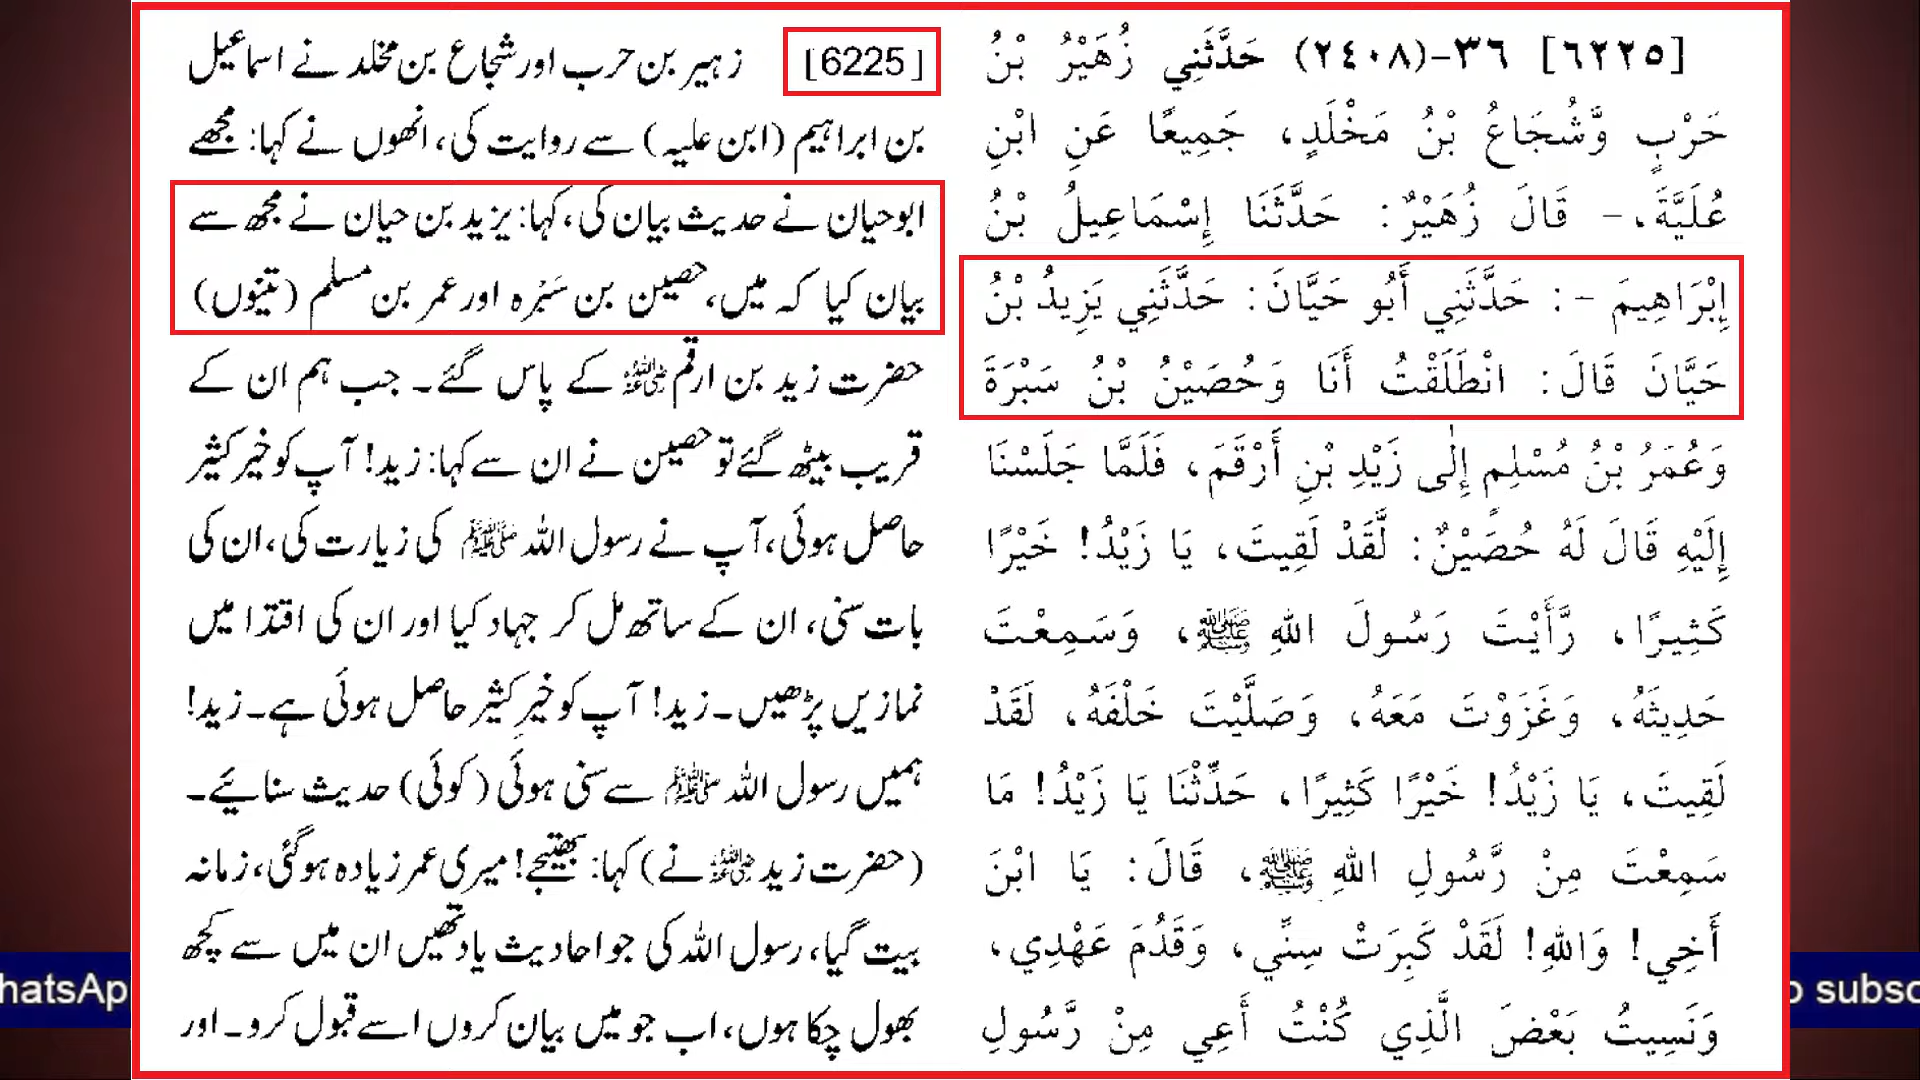 [٦٢٢٥] ٣٦-(٢٤٠٨) حَدَّثَنِي زُهَيْرُ بْنُ
حَرْبٍ وَّشُجَاعُ بْنُ مَخْلَدٍ، جَمِيعًا عَنِ ابْنِ
عُلَيَّةَ، - قَالَ زُهَيْرٌ: حَدَّثَنَا إِسْمَاعِيلُ بْنُ
إِبْرَاهِيمَ - : حَدَّثَنِي أَبُو حَيَّانَ: حَدَّثَنِي يَزِيدُ بْنُ
حَيَّانَ قَالَ: انْطَلَقْتُ أَنَا وَحُصَيْنُ بْنُ سَبْرَةَ
وَعُمَرُ بْنُ مُسْلِمٍ إِلٰى زَيْدِ بْنِ أَرْقَمَ، فَلَمَّا جَلَسْنَا
إِلَيْهِ قَالَ لَهُ حُصَيْنٌ: لَّقَدْ لَقِيتَ، يَا زَيْدُ! خَيْرًا
كَثِيرًا، رَّأَيْتَ رَسُولَ اللهِ ﷺ، وَسَمِعْتَ
حَدِيثَهُ، وَغَزَوْتَ مَعَهُ، وَصَلَّيْتَ خَلْفَهُ، لَقَدْ
لَقِيتَ، يَا زَيْدُ! خَيْرًا كَثِيرًا، حَدِّثْنَا يَا زَيْدُ! مَا
سَمِعْتَ مِنْ رَّسُولِ اللهِ ﷺ، قَالَ: يَا ابْنَ
أَخِي! وَاللهِ! لَقَدْ كَبِرَتْ سِنِّي، وَقَدُمَ عَهْدِي،
وَنَسِيتُ بَعْضَ الَّذِي كُنْتُ أَعِي مِنْ رَّسُولِ
[6225] زہیر بن حرب اور شجاع بن مخلد نے اسماعیل
بن ابراہیم (ابن علیہ) سے روایت کی، انھوں نے کہا: مجھے
ابوحیان نے حدیث بیان کی، کہا: یزید بن حیان نے مجھ سے
بیان کیا کہ میں، حصین بن سَبْرہ اور عمر بن مسلم (تینوں)
حضرت زید بن ارقم رضی اللہ عنہ کے پاس گئے۔ جب ہم ان کے
قریب بیٹھ گئے تو حصین نے ان سے کہا: زید! آپ کو خیر کثیر
حاصل ہوئی، آپ نے رسول اللہ ﷺ کی زیارت کی، ان کی
بات سنی، ان کے ساتھ مل کر جہاد کیا اور ان کی اقتدا میں
نمازیں پڑھیں۔ زید! آپ کو خیرِ کثیر حاصل ہوئی ہے۔ زید!
ہمیں رسول اللہ ﷺ سے سنی ہوئی (کوئی) حدیث سنائیے۔
(حضرت زید رضی اللہ عنہ نے) کہا: بھتیجے! میری عمر زیادہ ہوگئی، زمانہ
بیت گیا، رسول اللہ کی جو احادیث یاد تھیں ان میں سے کچھ
بھول چکا ہوں، اب جو میں بیان کروں اسے قبول کرو۔ اور
hatsAp
subsc